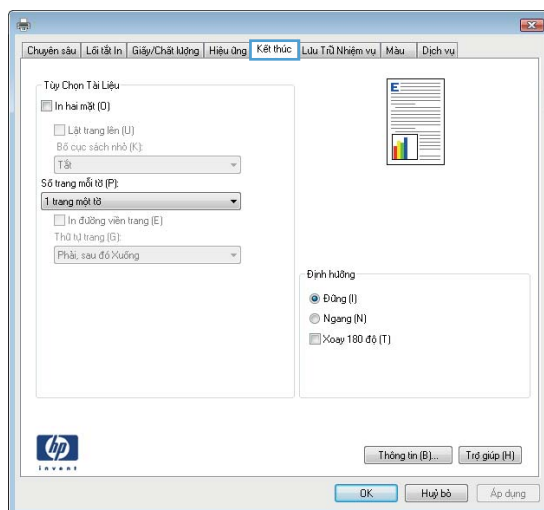 Chuyên sâu Lối tắt In Giấy/Chất lượng Hiệu ứng Kết thúc Lưu Trữ Nhiệm vụ Màu Dịch vụ
Tùy Chọn Tài Liệu
In hai mặt (O)
Lật trang lên (U)
Bố cục sách nhỏ (K):
Tắt
Số trang mỗi tờ (P):
1 trang một tờ
In đường viền trang (E)
Thứ tự trang (G):
Phải, sau đó Xuống
E
Định hướng
Đứng (I)
Ngang (N)
Xoay 180 độ (T)
hp
invent
Thông tin (B)...
Trợ giúp (H)
OK
Huỷ bỏ
Áp dụng